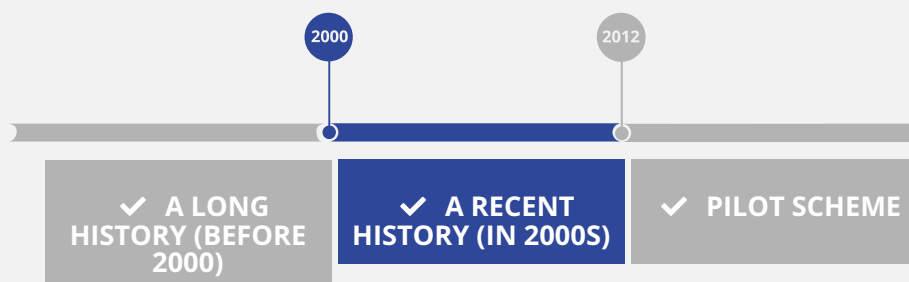 2000
2012
A LONG
HISTORY (BEFORE
2000)
A RECENT
HISTORY (IN 2000S)
PILOT SCHEME